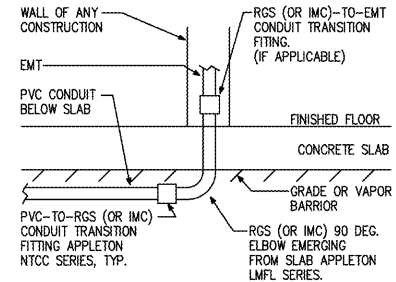 WALL OF ANY
CONSTRUCTION
RGS (OR IMC)-TO-EMT
CONDUIT TRANSITION
FITING.
(IF APPLICABLE)
EMT
PVC CONDUIT
BELOW SLAB
FINISHED FLOOR
CONCRETE SLAB
GRADE OR VAPOR
BARRIER
PVC-TO-RGS (OR IMC)
CONDUIT TRANSITION
FITTING APPLETON
NTCC SERIES, TYP.
RGS (OR IMC) 90 DEG.
ELBOW EMERGING
FROM SLAB APPLETON
LMFL SERIES.